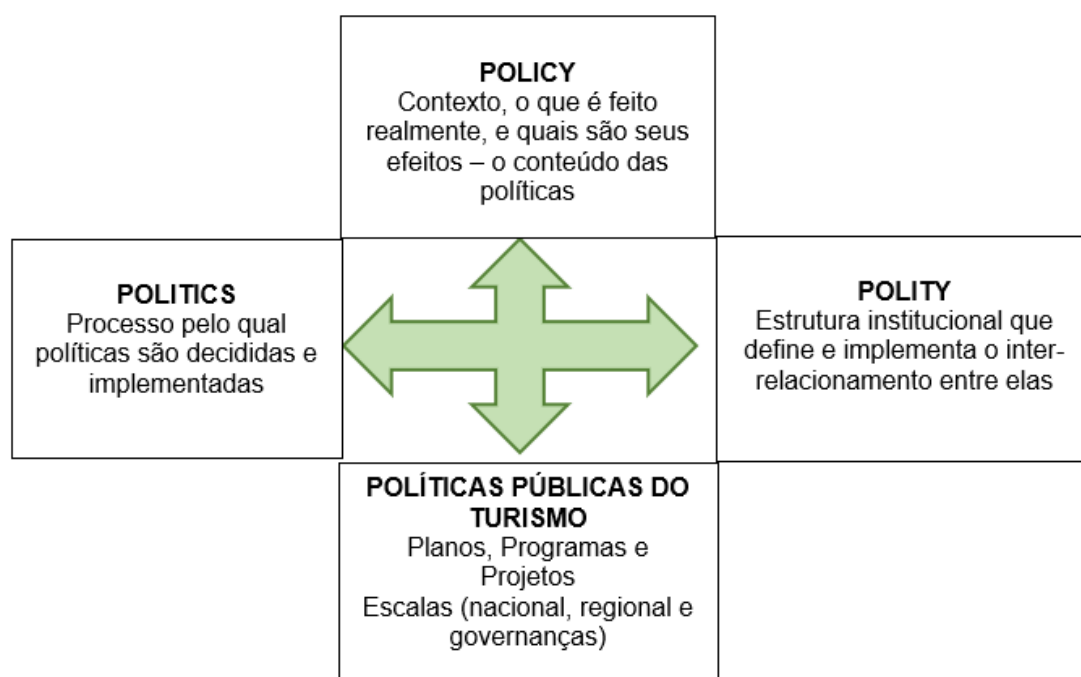 POLICY
Contexto, o que é feito
realmente, e quais são seus
efeitos – o conteúdo das
políticas
POLITICS
Processo pelo qual
políticas são decididas e
implementadas
POLITY
Estrutura institucional que
define e implementa o inter-
relacionamento entre elas
POLÍTICAS PÚBLICAS DO
TURISMO
Planos, Programas e
Projetos
Escalas (nacional, regional e
governanças)